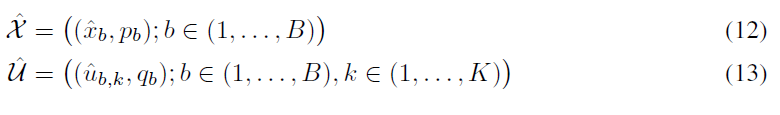 𝒳̂ = ((x̂_b, p_b); b ∈ (1, . . . , B)) (12)
𝒰̂ = ((û_{b,k}, q_b); b ∈ (1, . . . , B), k ∈ (1, . . . , K)) (13)